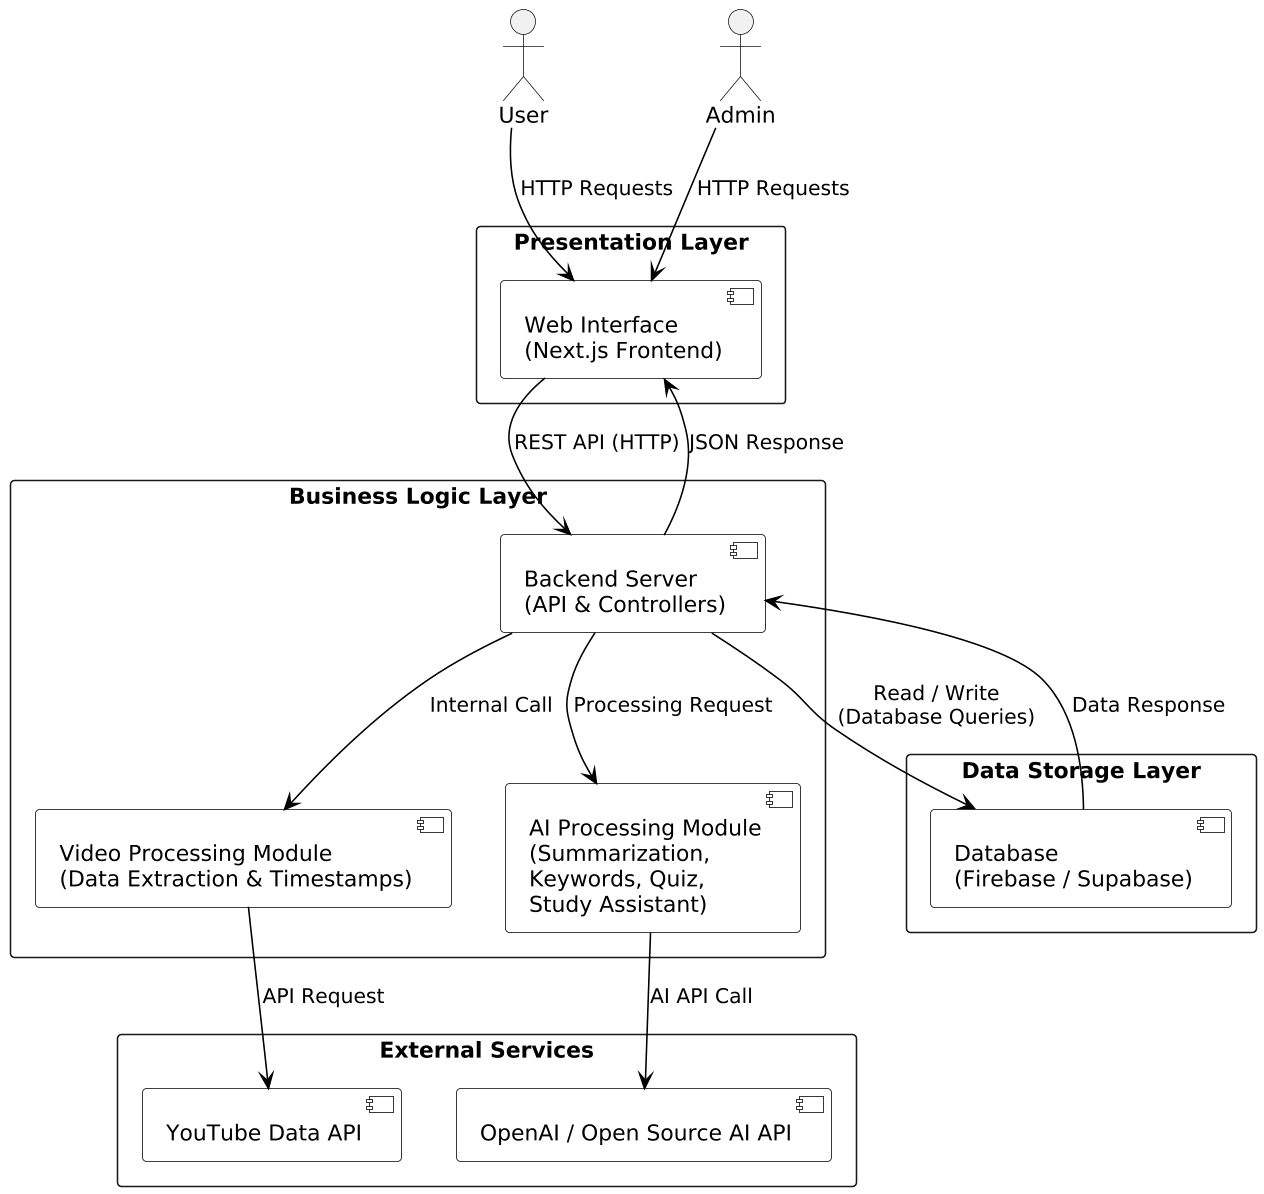 User
Admin
HTTP Requests
HTTP Requests
Presentation Layer
Web Interface
(Next.js Frontend)
REST API (HTTP)
JSON Response
Business Logic Layer
Backend Server
(API & Controllers)
Internal Call
Processing Request
Read / Write
(Database Queries)
Data Response
Data Storage Layer
Video Processing Module
(Data Extraction & Timestamps)
AI Processing Module
(Summarization,
Keywords, Quiz,
Study Assistant)
Database
(Firebase / Supabase)
API Request
AI API Call
External Services
YouTube Data API
OpenAI / Open Source AI API